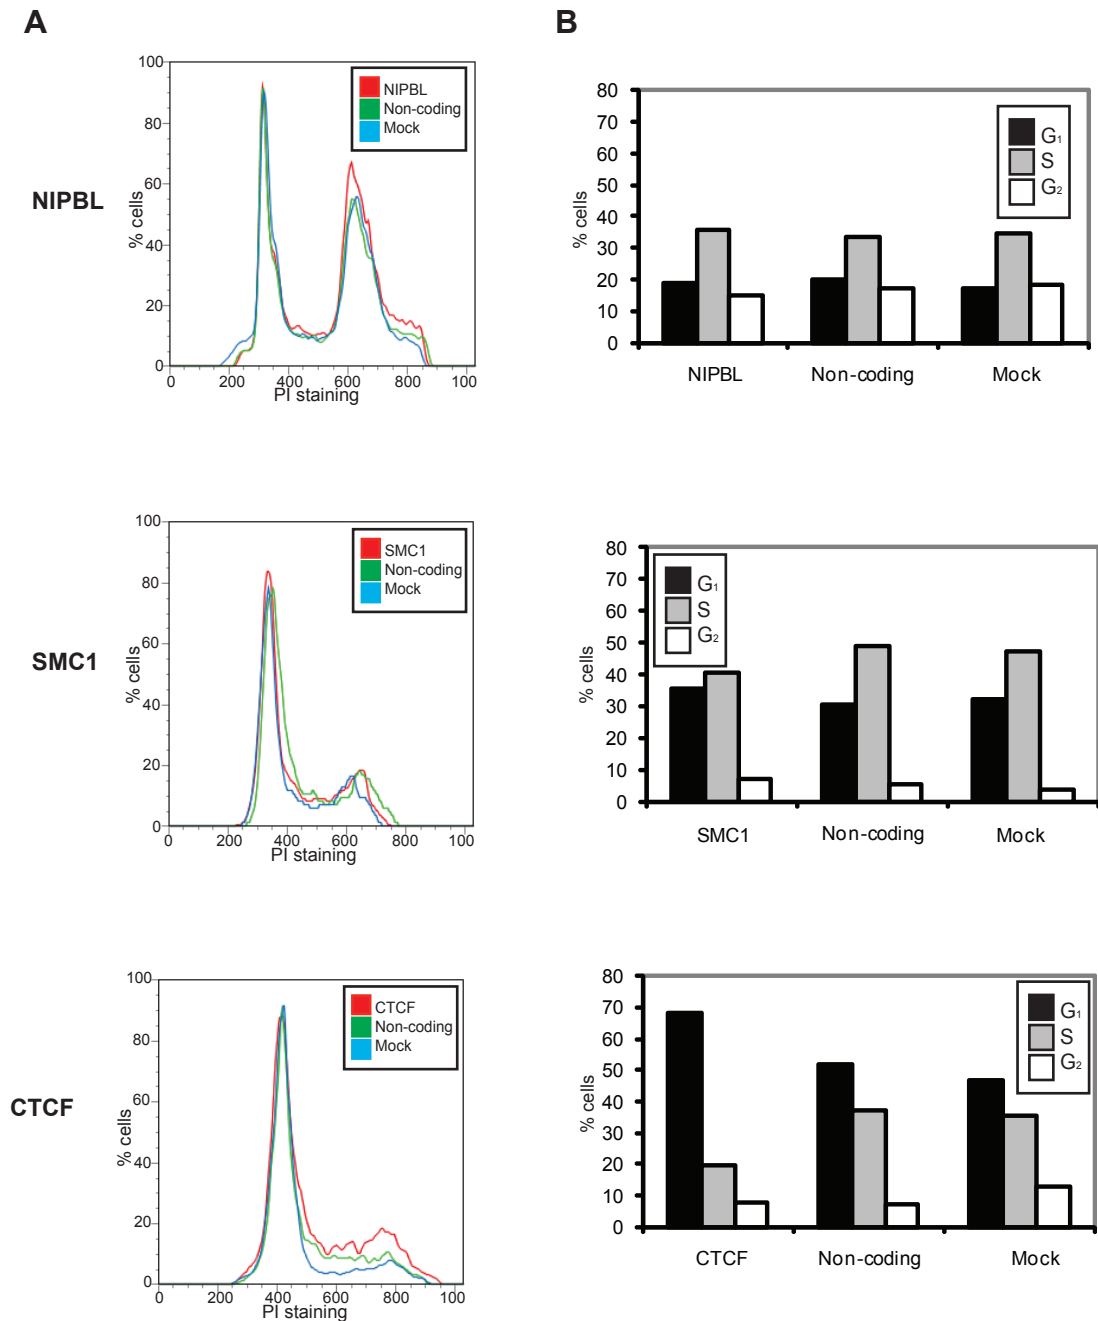 A
B
NIPBL
% cells
100
80
60
40
20
0
0 200 400 600 800 100
PI staining
NIPBL
Non-coding
Mock
% cells
80
70
60
50
40
30
20
10
0
G1
S
G2
NIPBL Non-coding Mock
SMC1
% cells
100
80
60
40
20
0
0 200 400 600 800 100
PI staining
SMC1
Non-coding
Mock
% cells
80
70
60
50
40
30
20
10
0
G1
S
G2
SMC1 Non-coding Mock
CTCF
% cells
100
80
60
40
20
0
0 200 400 600 800 100
PI staining
CTCF
Non-coding
Mock
% cells
80
70
60
50
40
30
20
10
0
G1
S
G2
CTCF Non-coding Mock